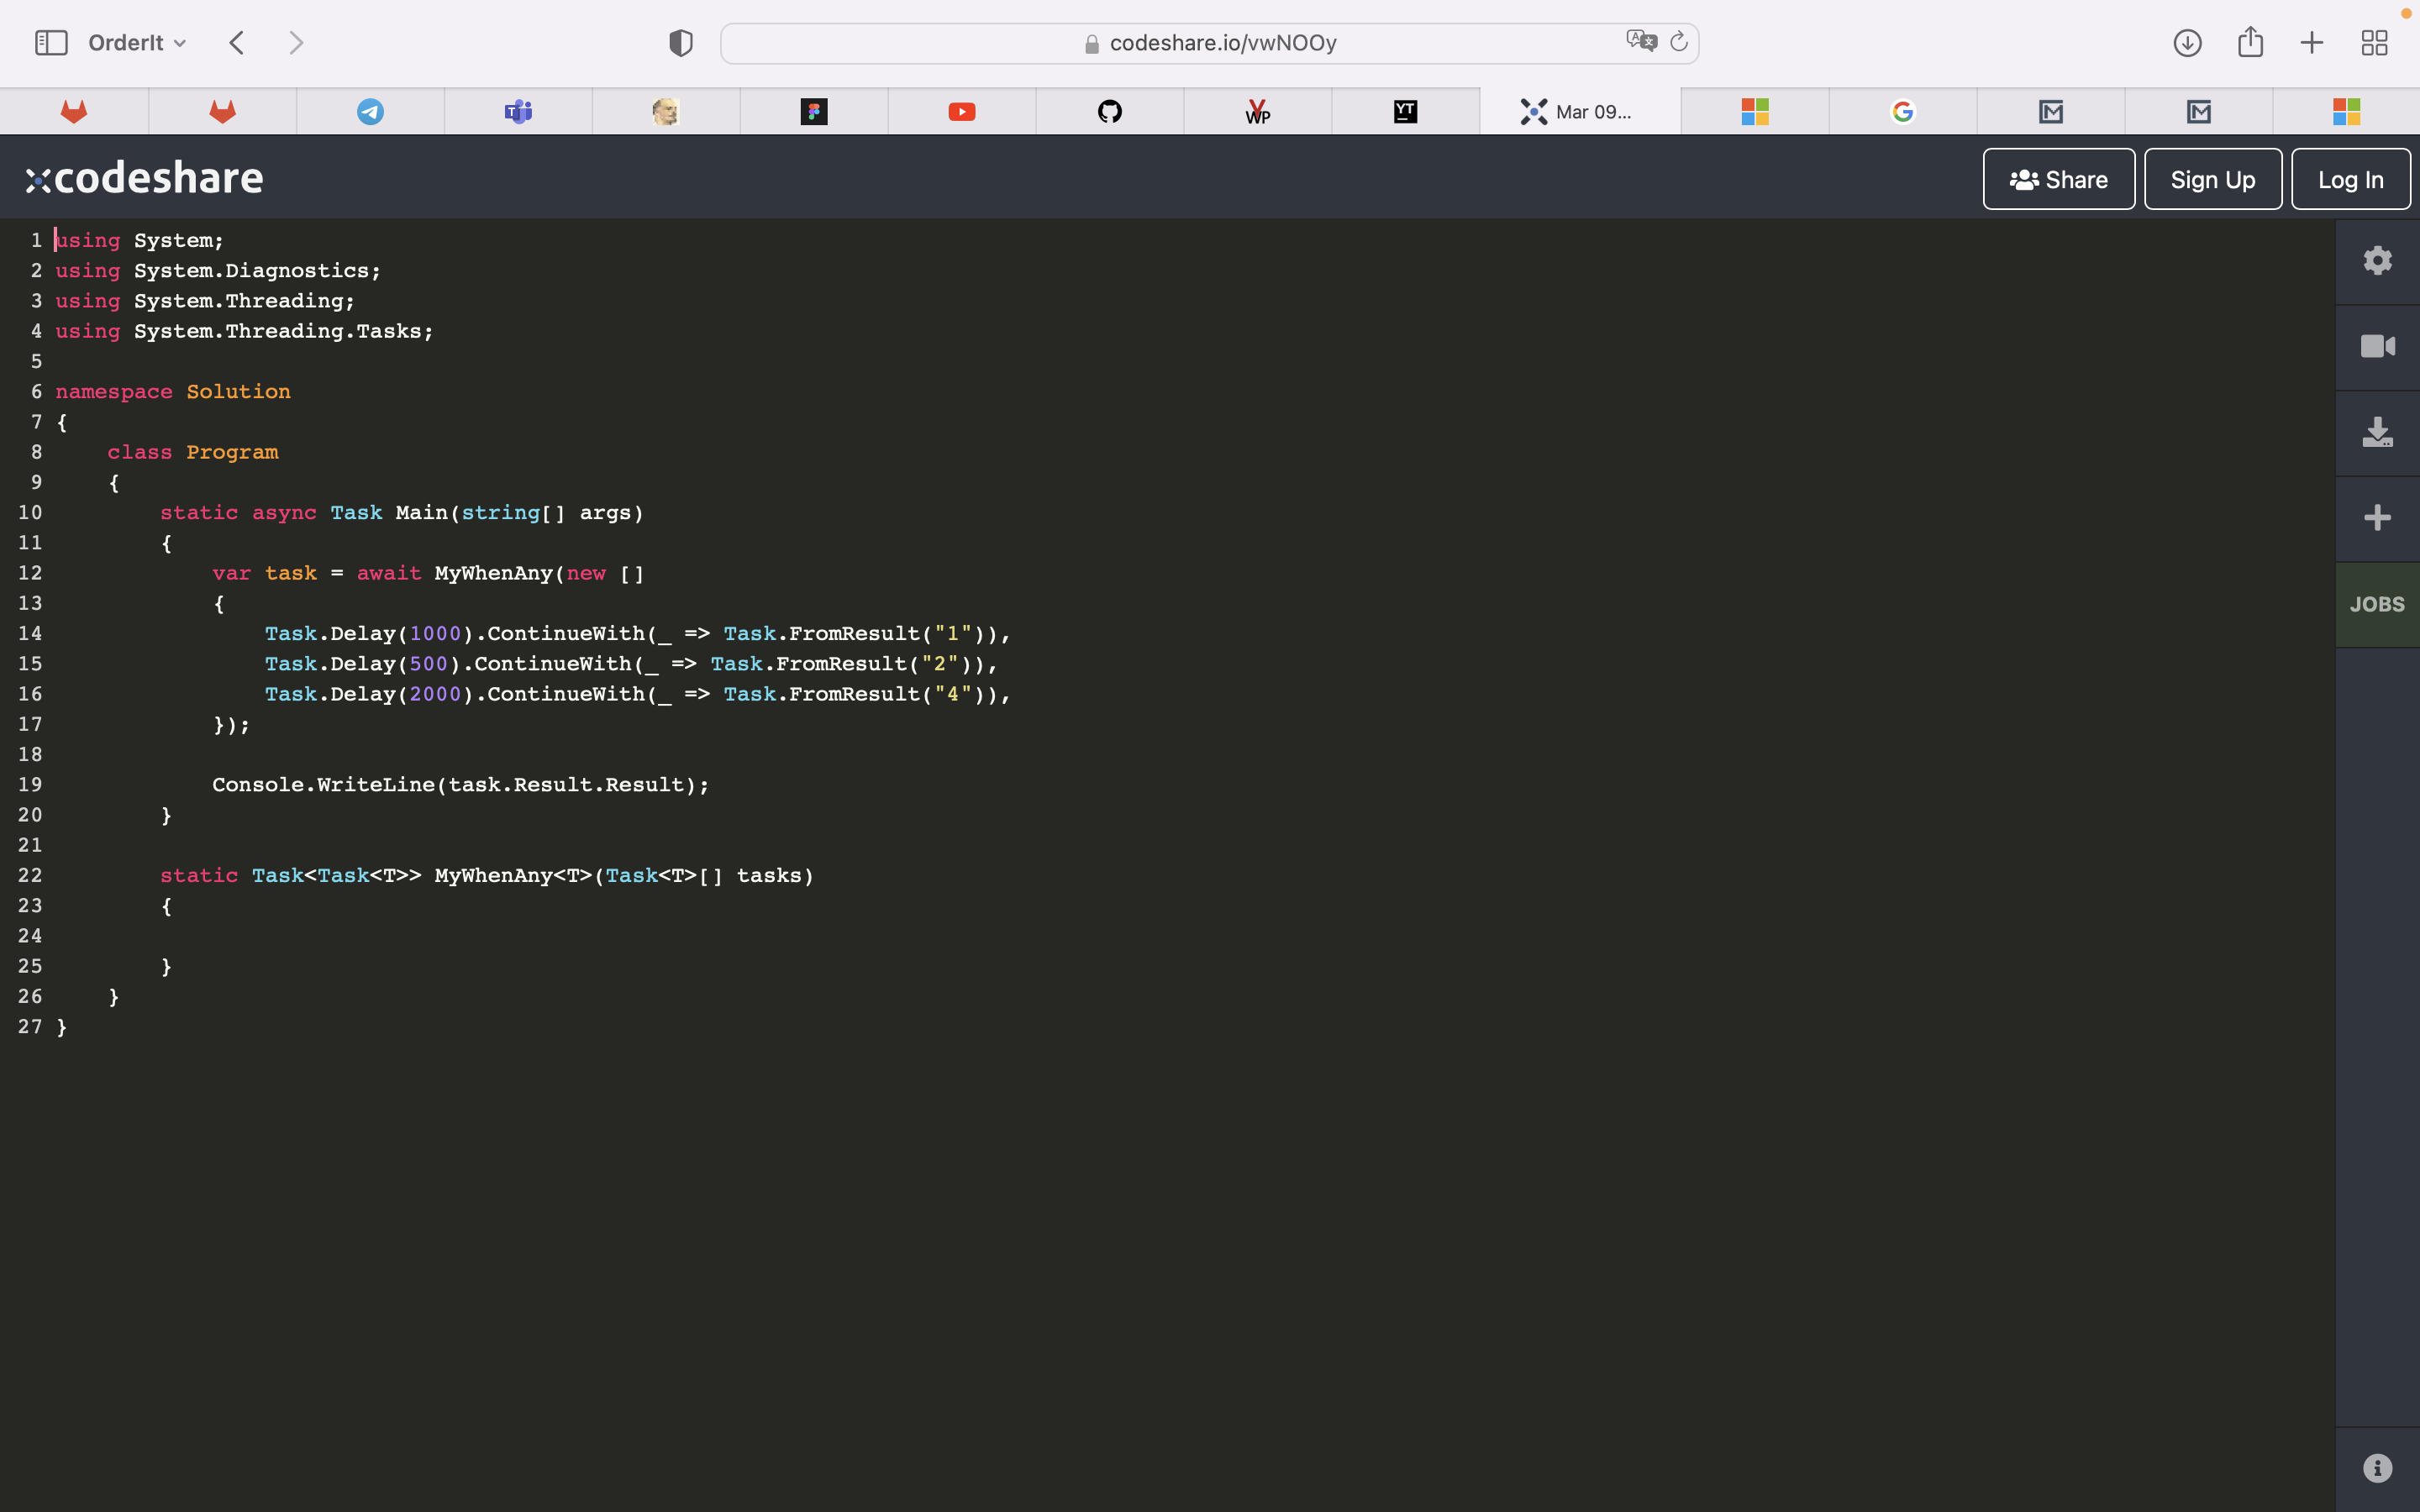 OrderIt
codeshare.io/vwNOOy
WP
YT
Mar 09...
codeshare
Share
Sign Up
Log In
1 using System;
2 using System.Diagnostics;
3 using System.Threading;
4 using System.Threading.Tasks;
5
6 namespace Solution
7 {
8     class Program
9     {
10         static async Task Main(string[] args)
11         {
12             var task = await MyWhenAny(new []
13             {
14                 Task.Delay(1000).ContinueWith(_ => Task.FromResult("1")),
15                 Task.Delay(500).ContinueWith(_ => Task.FromResult("2")),
16                 Task.Delay(2000).ContinueWith(_ => Task.FromResult("4")),
17             });
18
19             Console.WriteLine(task.Result.Result);
20         }
21
22         static Task<Task<T>> MyWhenAny<T>(Task<T>[] tasks)
23         {
24
25         }
26     }
27 }
JOBS